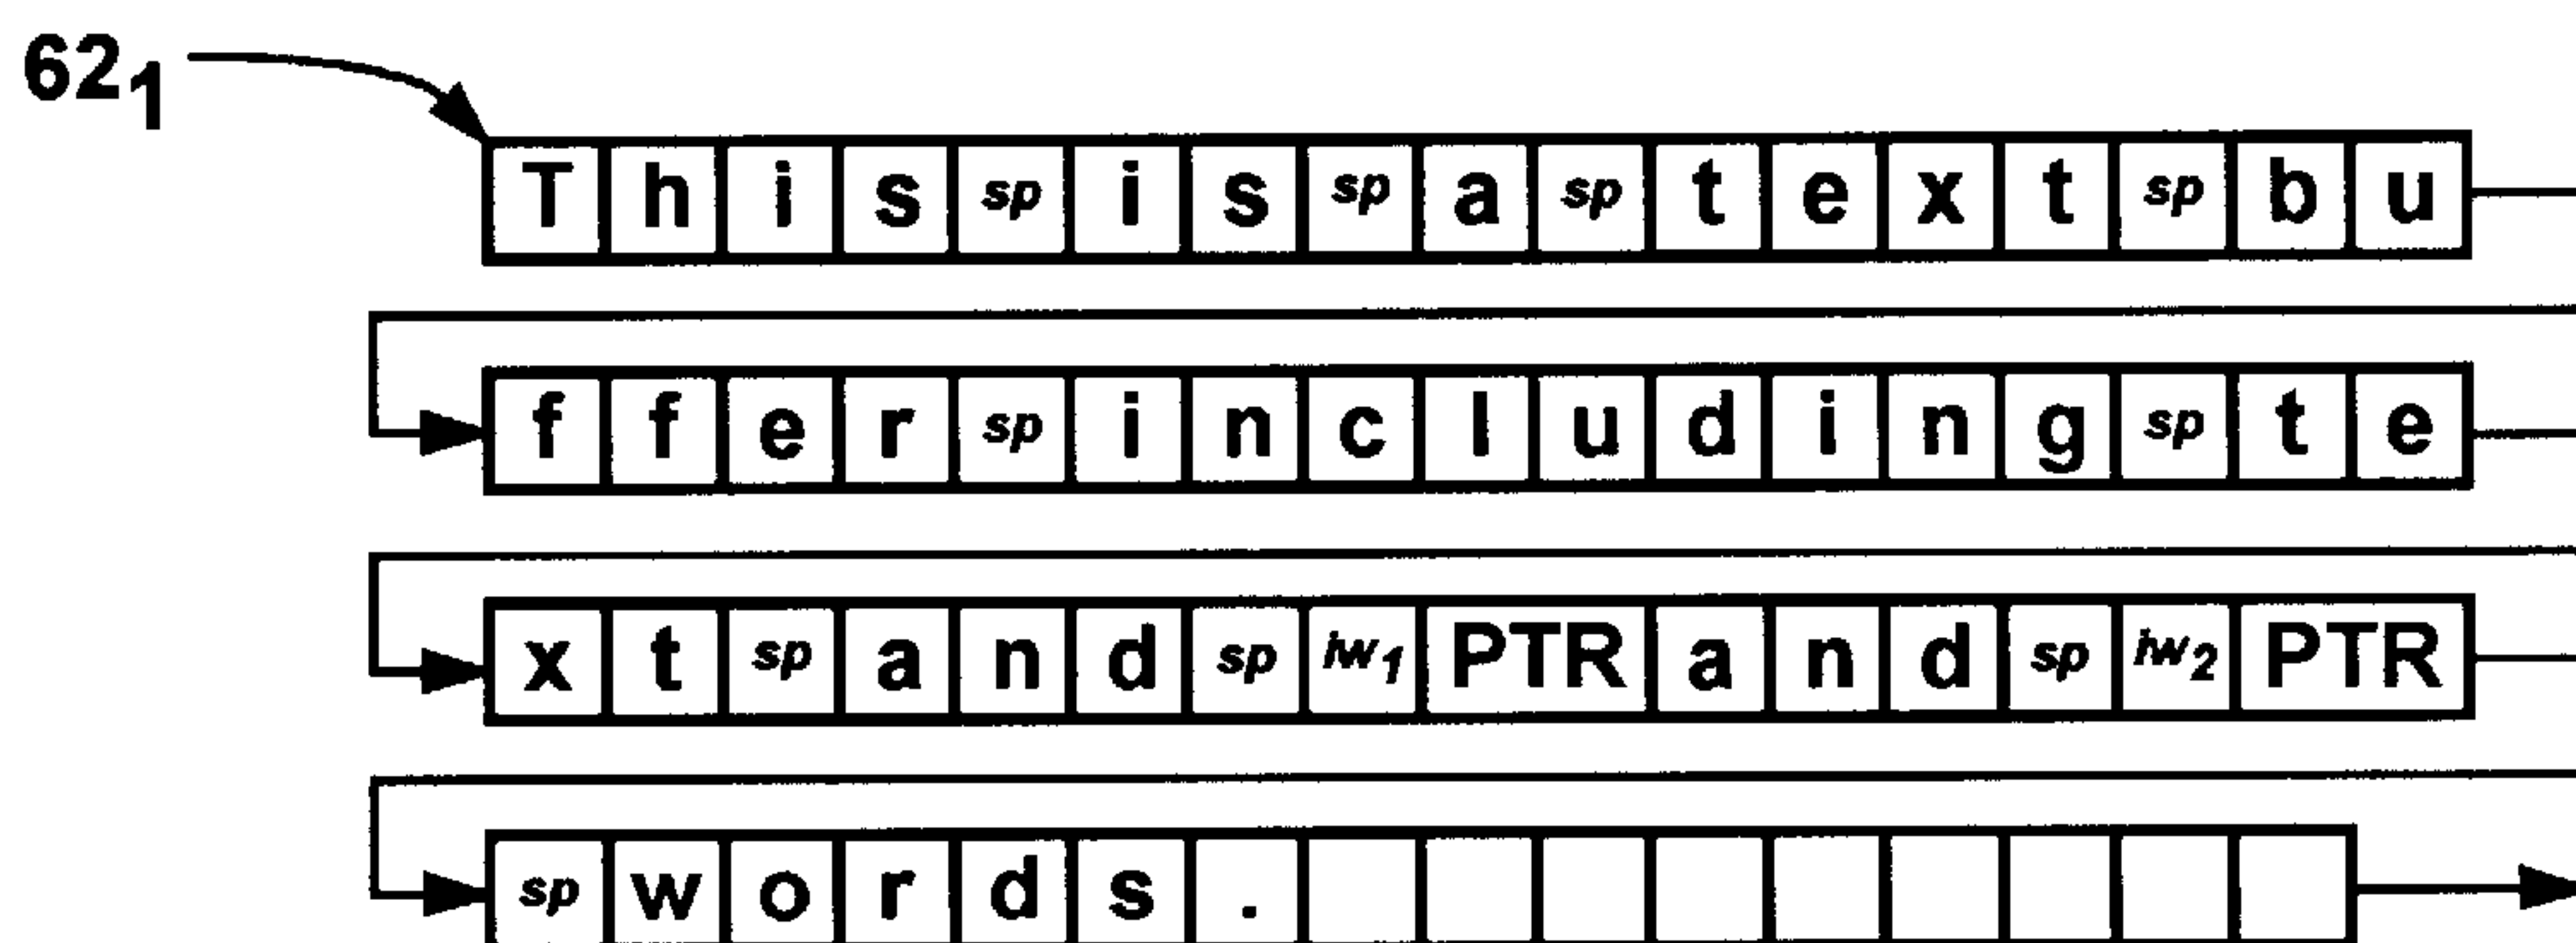 62₁
T h i s sp i s sp a sp t e x t sp b u
f f e r sp i n c l u d i n g sp t e
x t sp a n d sp iw₁ PTR a n d sp iw₂ PTR
sp w o r d s .